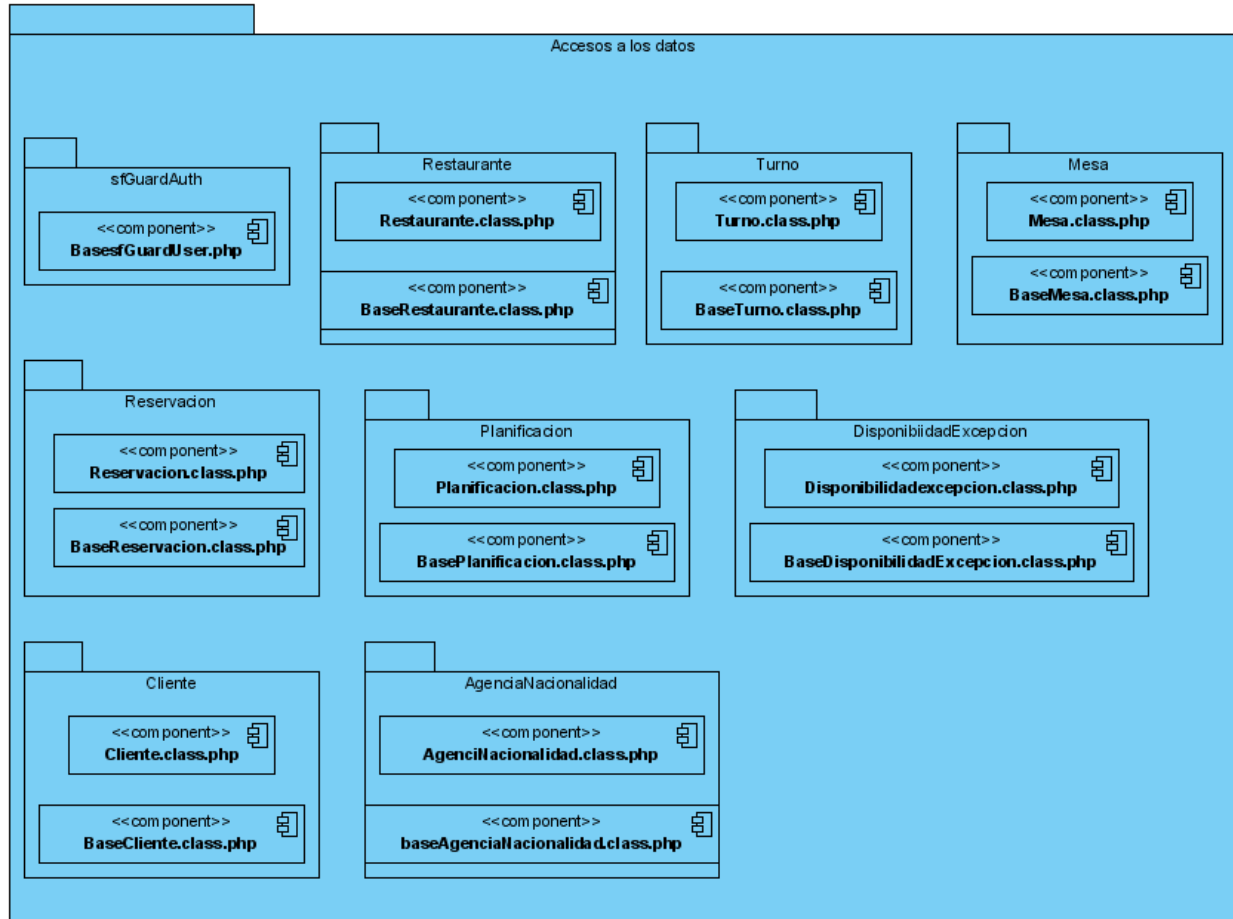 Accesos a los datos
sfGuardAuth
<<component>>
BasesfGuardUser.php
Restaurante
<<component>>
Restaurante.class.php
<<component>>
BaseRestaurante.class.php
Turno
<<component>>
Turno.class.php
<<component>>
BaseTurno.class.php
Mesa
<<component>>
Mesa.class.php
<<component>>
BaseMesa.class.php
Reservacion
<<component>>
Reservacion.class.php
<<component>>
BaseReservacion.class.php
Planificacion
<<component>>
Planificacion.class.php
<<component>>
BasePlanificacion.class.php
DisponibiidadExcepcion
<<component>>
Disponibilidadexcepcion.class.php
<<component>>
BaseDisponibilidadExcepcion.class.php
Cliente
<<component>>
Cliente.class.php
<<component>>
BaseCliente.class.php
AgenciaNacionalidad
<<component>>
AgenciNacionalidad.class.php
<<component>>
baseAgenciaNacionalidad.class.php